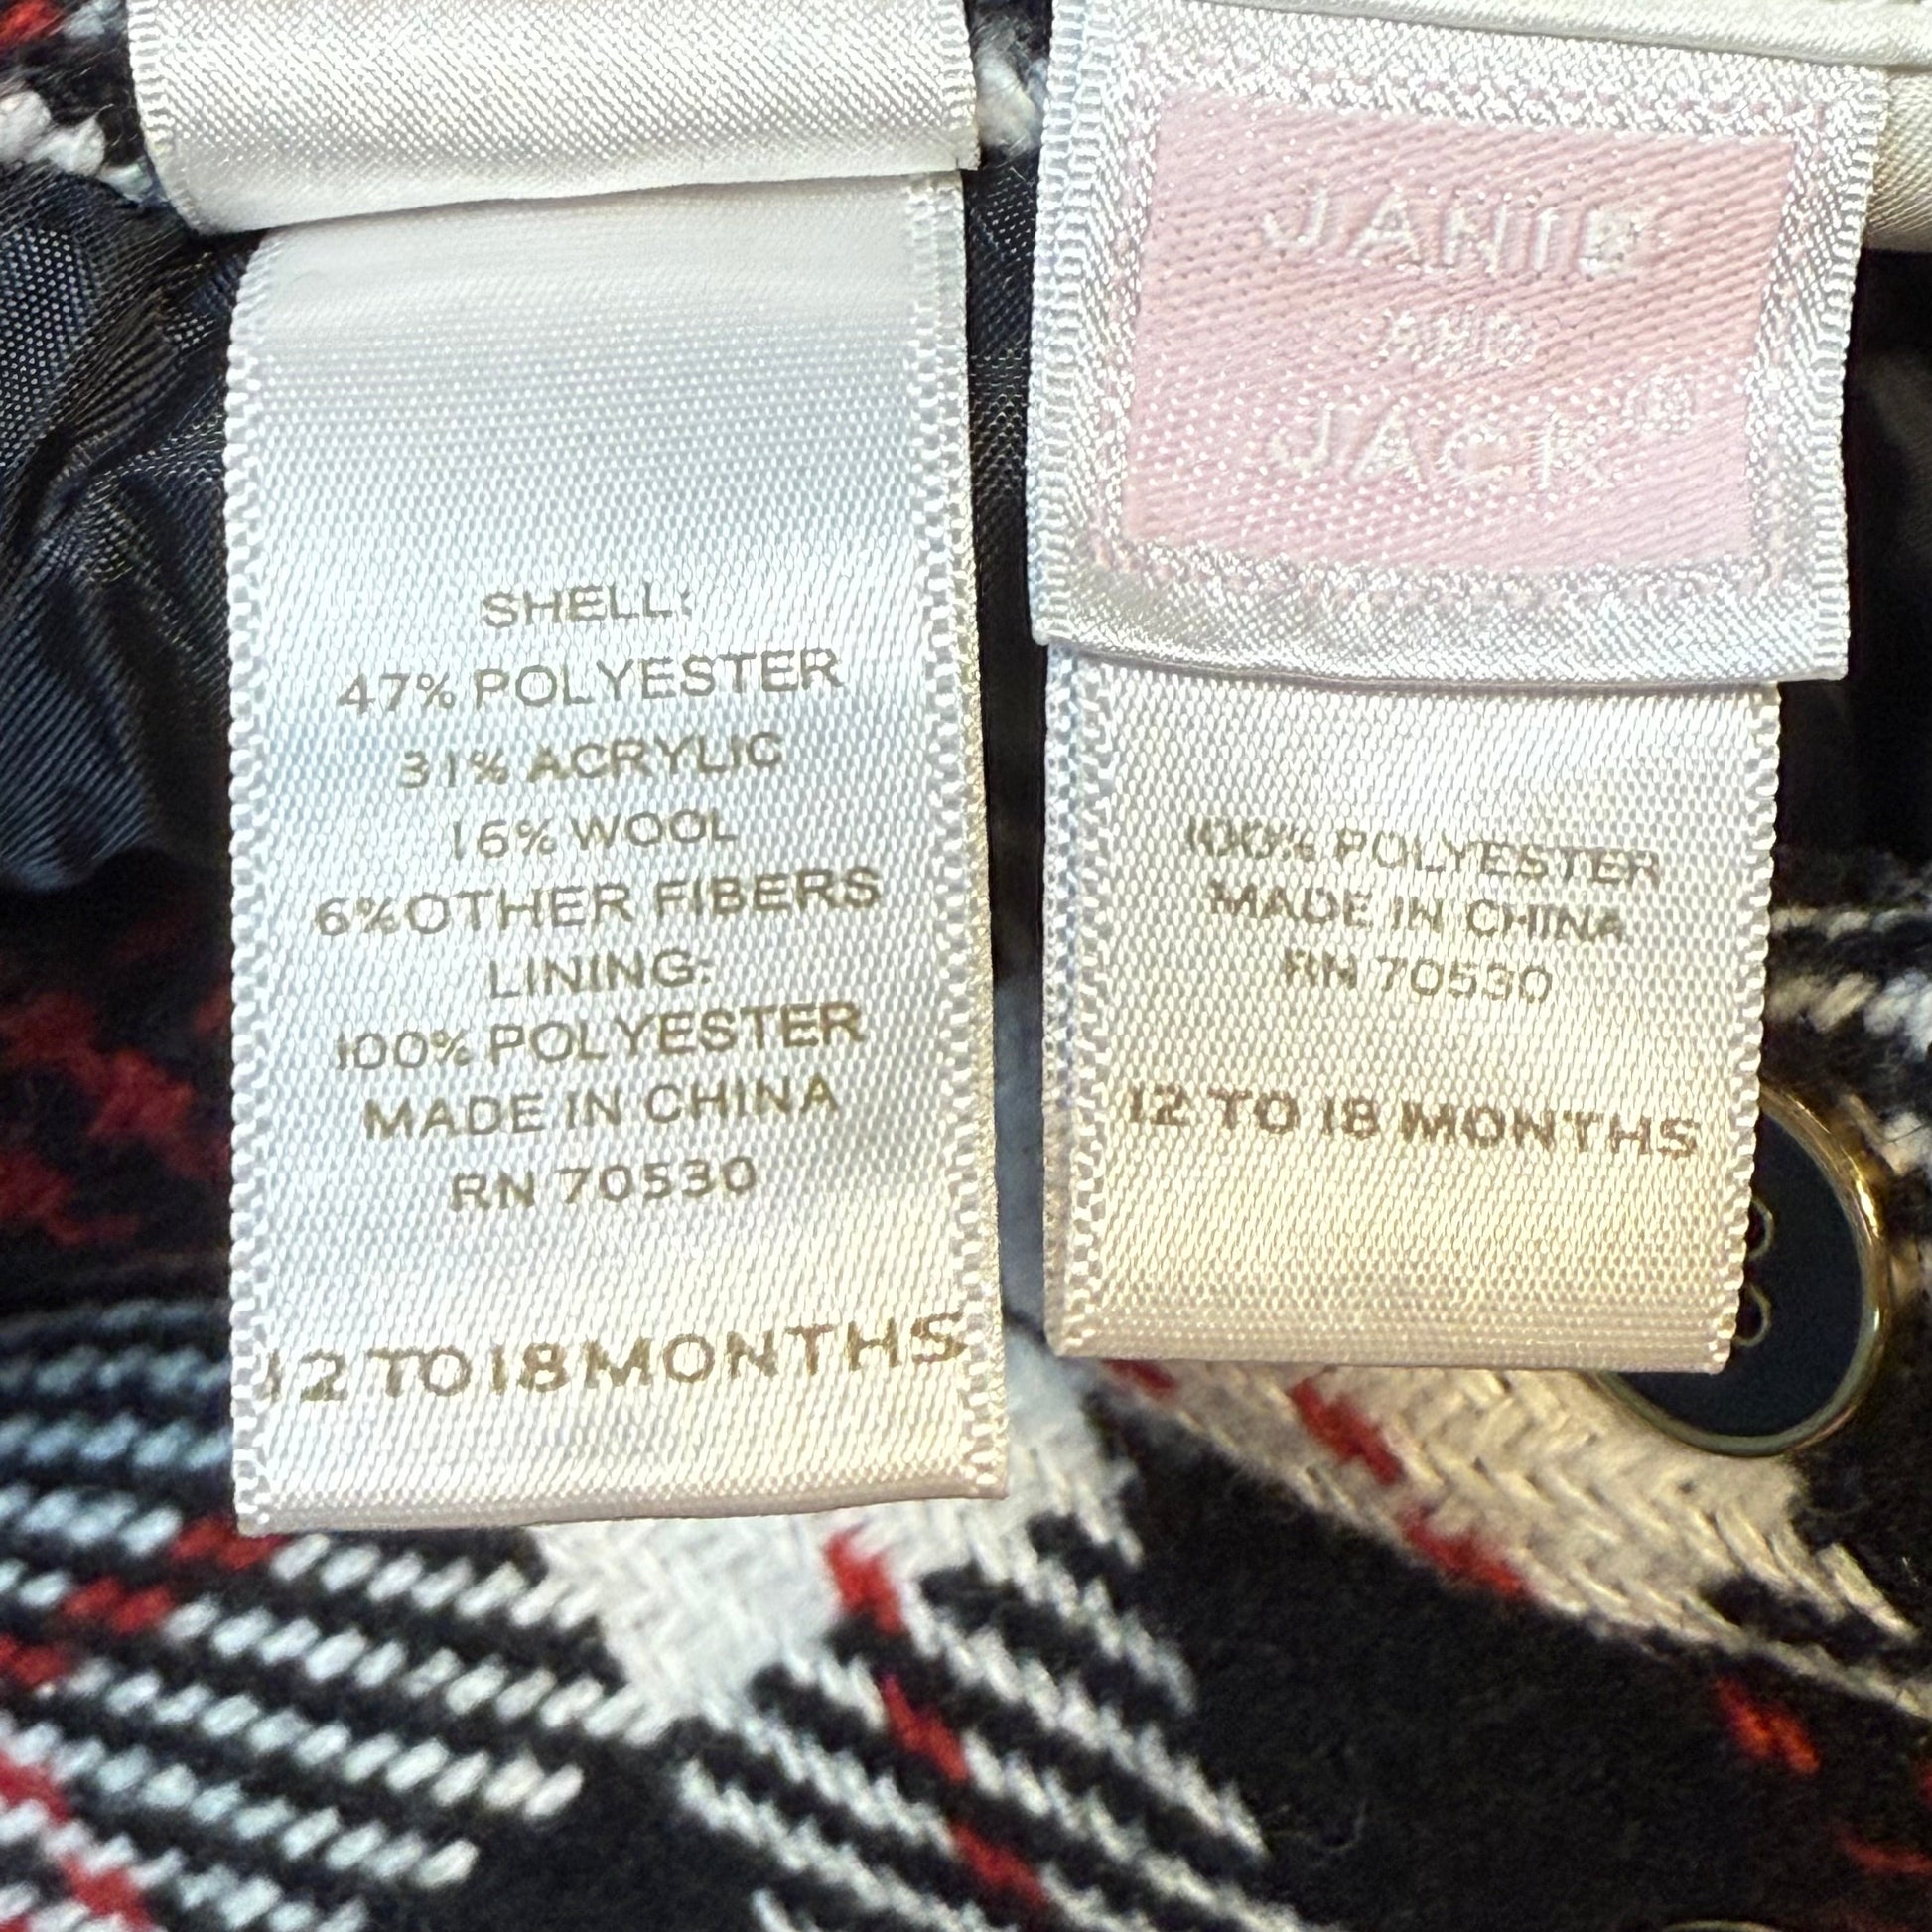 SHELL:
47% POLYESTER
31% ACRYLIC
16% WOOL
6%OTHER FIBERS
LINING:
100% POLYESTER
MADE IN CHINA
RN 70530
12 TO 18 MONTHS
JANIE
AND
JACK®
100% POLYESTER
MADE IN CHINA
RN 70530
12 TO 18 MONTHS